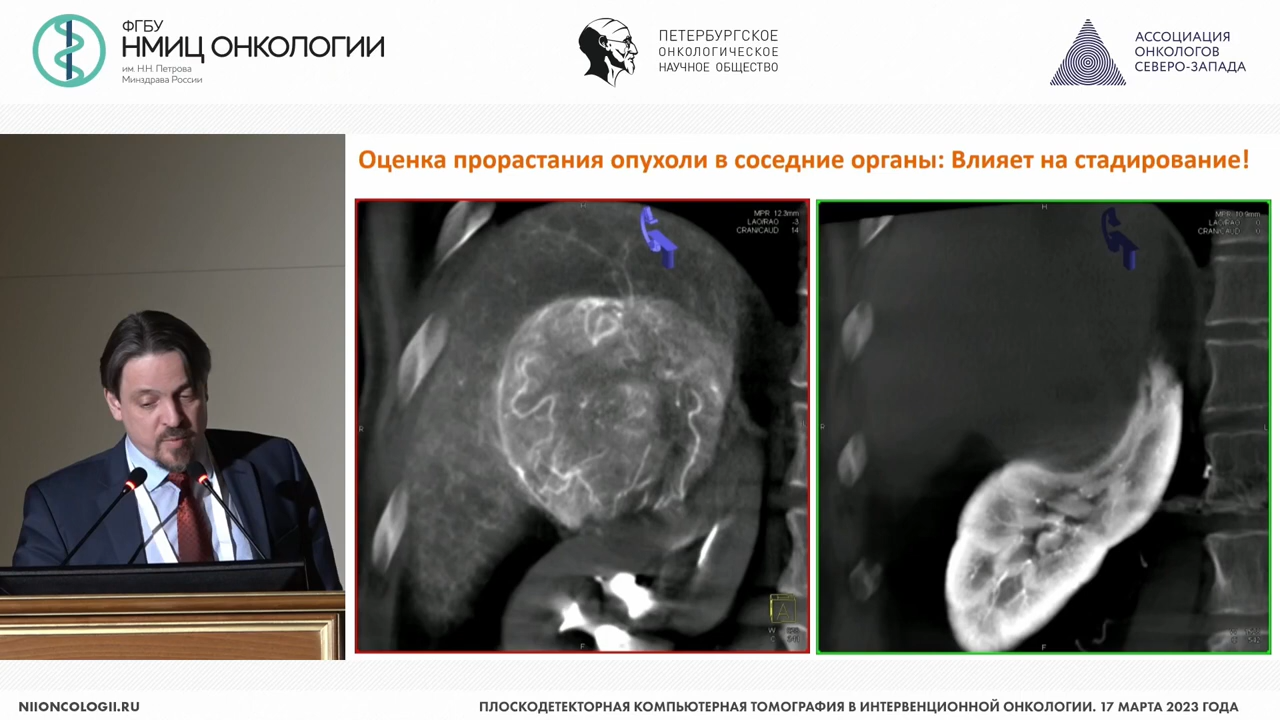 ФГБУ
НМИЦ ОНКОЛОГИИ
им. Н.Н. Петрова
Минздрава России
ПЕТЕРБУРГСКОЕ
ОНКОЛОГИЧЕСКОЕ
НАУЧНОЕ ОБЩЕСТВО
АССОЦИАЦИЯ
ОНКОЛОГОВ
СЕВЕРО-ЗАПАДА
Оценка прорастания опухоли в соседние органы: Влияет на стадирование!
MPR 12.3mm
LAO/RAO -3
CRAN/CAUD 14
H
R
L
F
A
MPR 10.9mm
LAO/RAO 0
CRAN/CAUD 0
H
R
L
F
NIIONCOLOGII.RU
ПЛОСКОДЕТЕКТОРНАЯ КОМПЬЮТЕРНАЯ ТОМОГРАФИЯ В ИНТЕРВЕНЦИОННОЙ ОНКОЛОГИИ. 17 МАРТА 2023 ГОДА